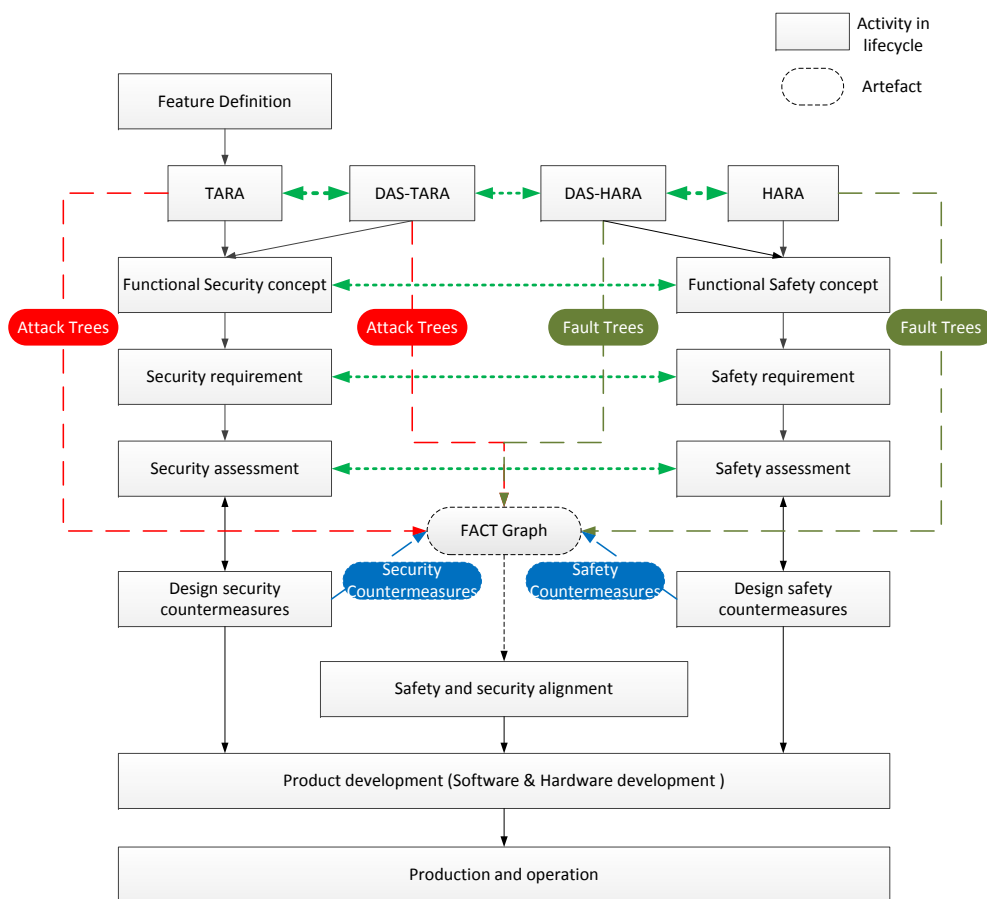 Activity in
lifecycle
Artefact
Feature Definition
TARA
DAS-TARA
DAS-HARA
HARA
Functional Security concept
Functional Safety concept
Attack Trees
Attack Trees
Fault Trees
Fault Trees
Security requirement
Safety requirement
Security assessment
Safety assessment
FACT Graph
Security
Countermeasures
Safety
Countermeasures
Design security
countermeasures
Design safety
countermeasures
Safety and security alignment
Product development (Software & Hardware development )
Production and operation